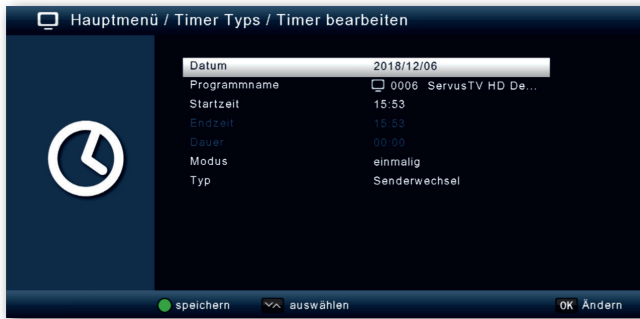 Hauptmenü / Timer Typs / Timer bearbeiten
Datum 2018/12/06
Programmname 0006 ServusTV HD De...
Startzeit 15:53
Endzeit 15:53
Dauer 00:00
Modus einmalig
Typ Senderwechsel
speichern auswählen OK Ändern